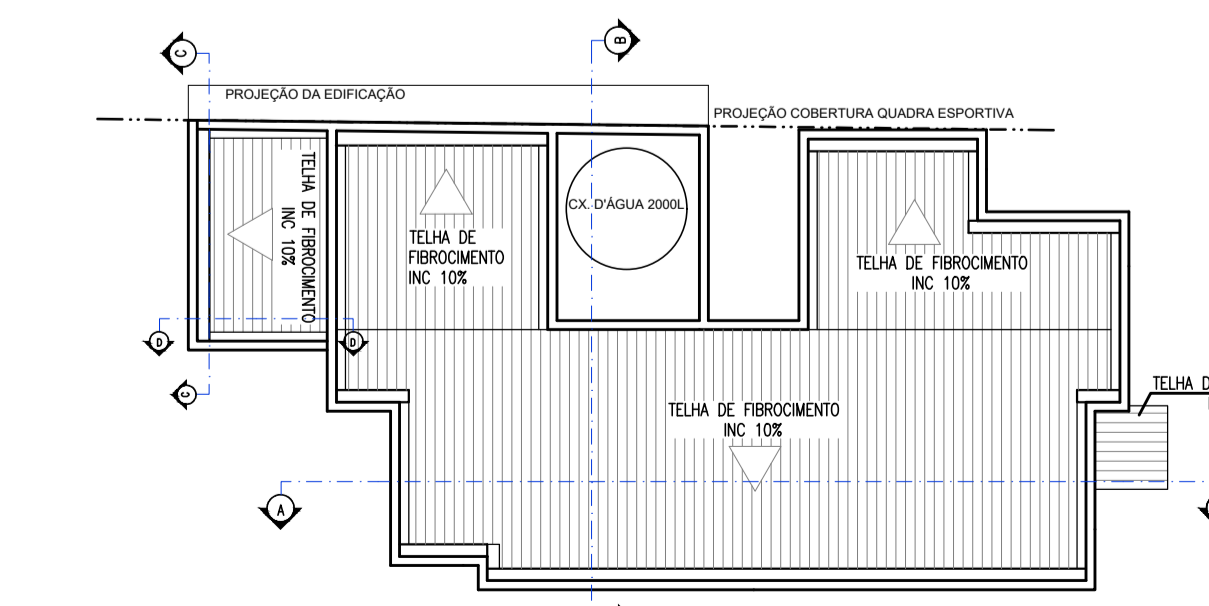 C
B
PROJEÇÃO DA EDIFICAÇÃO
PROJEÇÃO COBERTURA QUADRA ESPORTIVA
TELHA DE FIBROCIMENTO
INC 10%
TELHA DE
FIBROCIMENTO
INC 10%
CX. D'ÁGUA 2000L
TELHA DE FIBROCIMENTO
INC 10%
D
D
C
TELHA DE FIBROCIMENTO
INC 10%
TELHA D
A